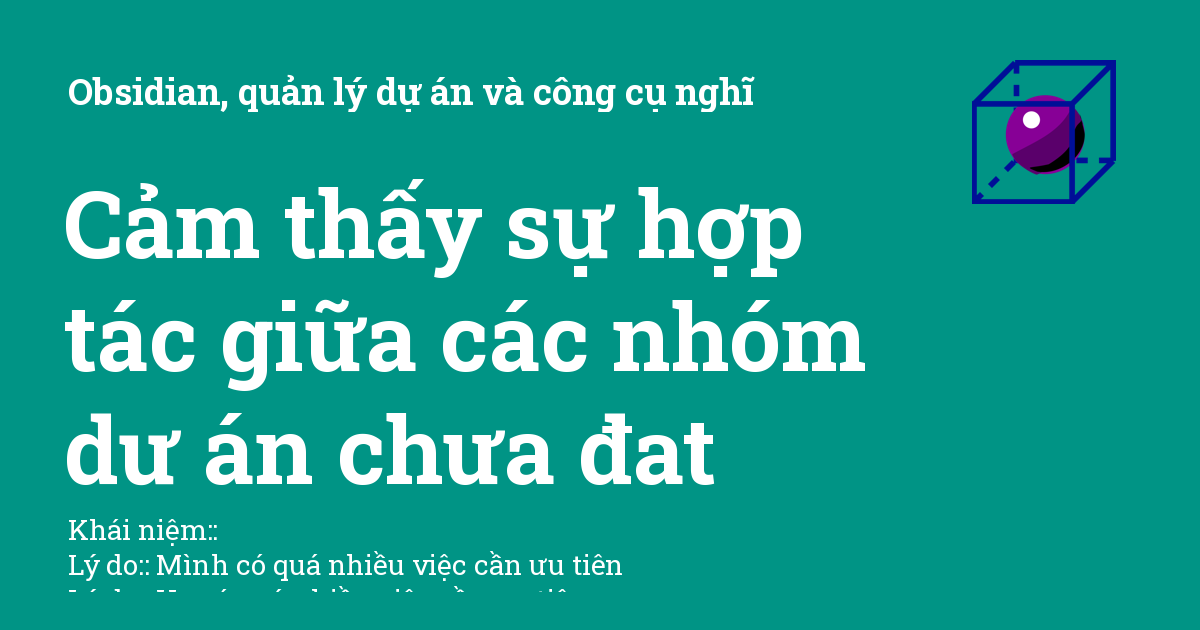 Obsidian, quản lý dự án và công cụ nghĩ
Cảm thấy sự hợp
tác giữa các nhóm
dư án chưa đat
Khái niệm::
Lý do:: Mình có quá nhiều việc cần ưu tiên